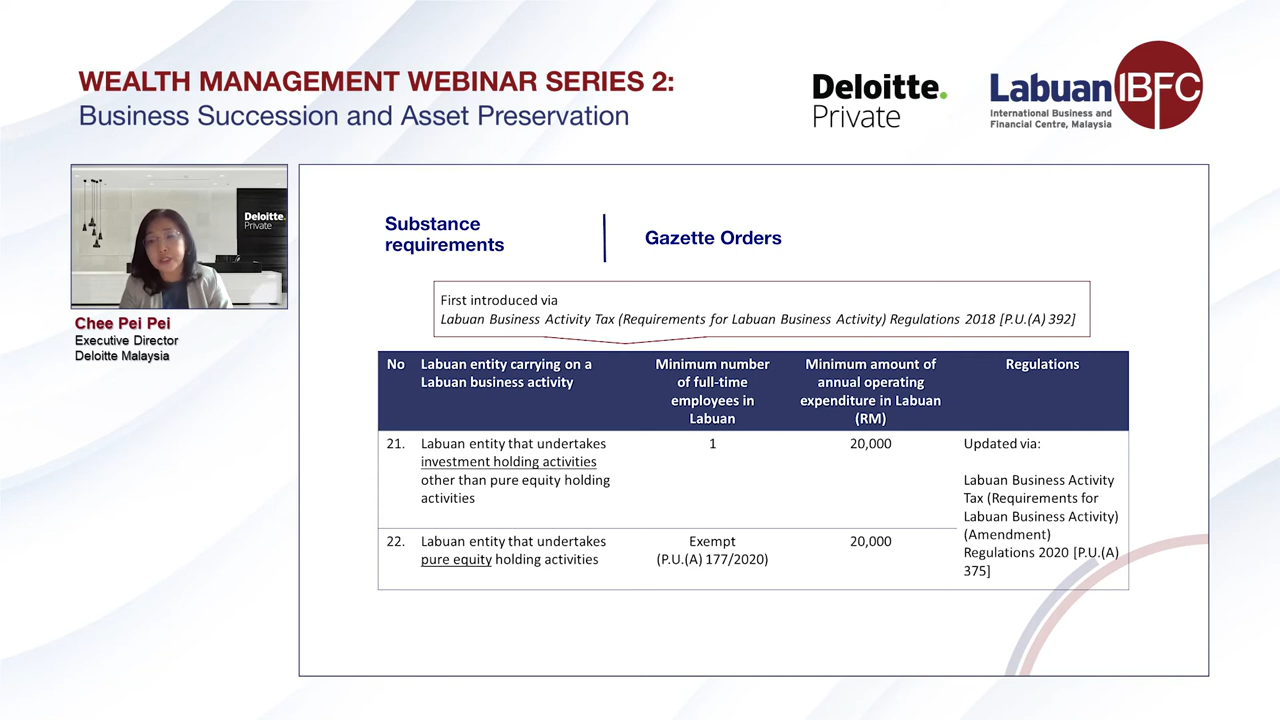 WEALTH MANAGEMENT WEBINAR SERIES 2:
Business Succession and Asset Preservation
Deloitte.
Private
Labuan IBFC
International Business and
Financial Centre, Malaysia
Deloitte.
Private
Chee Pei Pei
Executive Director
Deloitte Malaysia
Substance
requirements
Gazette Orders
First introduced via
Labuan Business Activity Tax (Requirements for Labuan Business Activity) Regulations 2018 [P.U.(A) 392]
No
Labuan entity carrying on a
Labuan business activity
Minimum number
of full-time
employees in
Labuan
Minimum amount of
annual operating
expenditure in Labuan
(RM)
Regulations
21.
Labuan entity that undertakes
investment holding activities
other than pure equity holding
activities
1
20,000
Updated via:
Labuan Business Activity
Tax (Requirements for
Labuan Business Activity)
(Amendment)
Regulations 2020 [P.U.(A)
375]
22.
Labuan entity that undertakes
pure equity holding activities
Exempt
(P.U.(A) 177/2020)
20,000